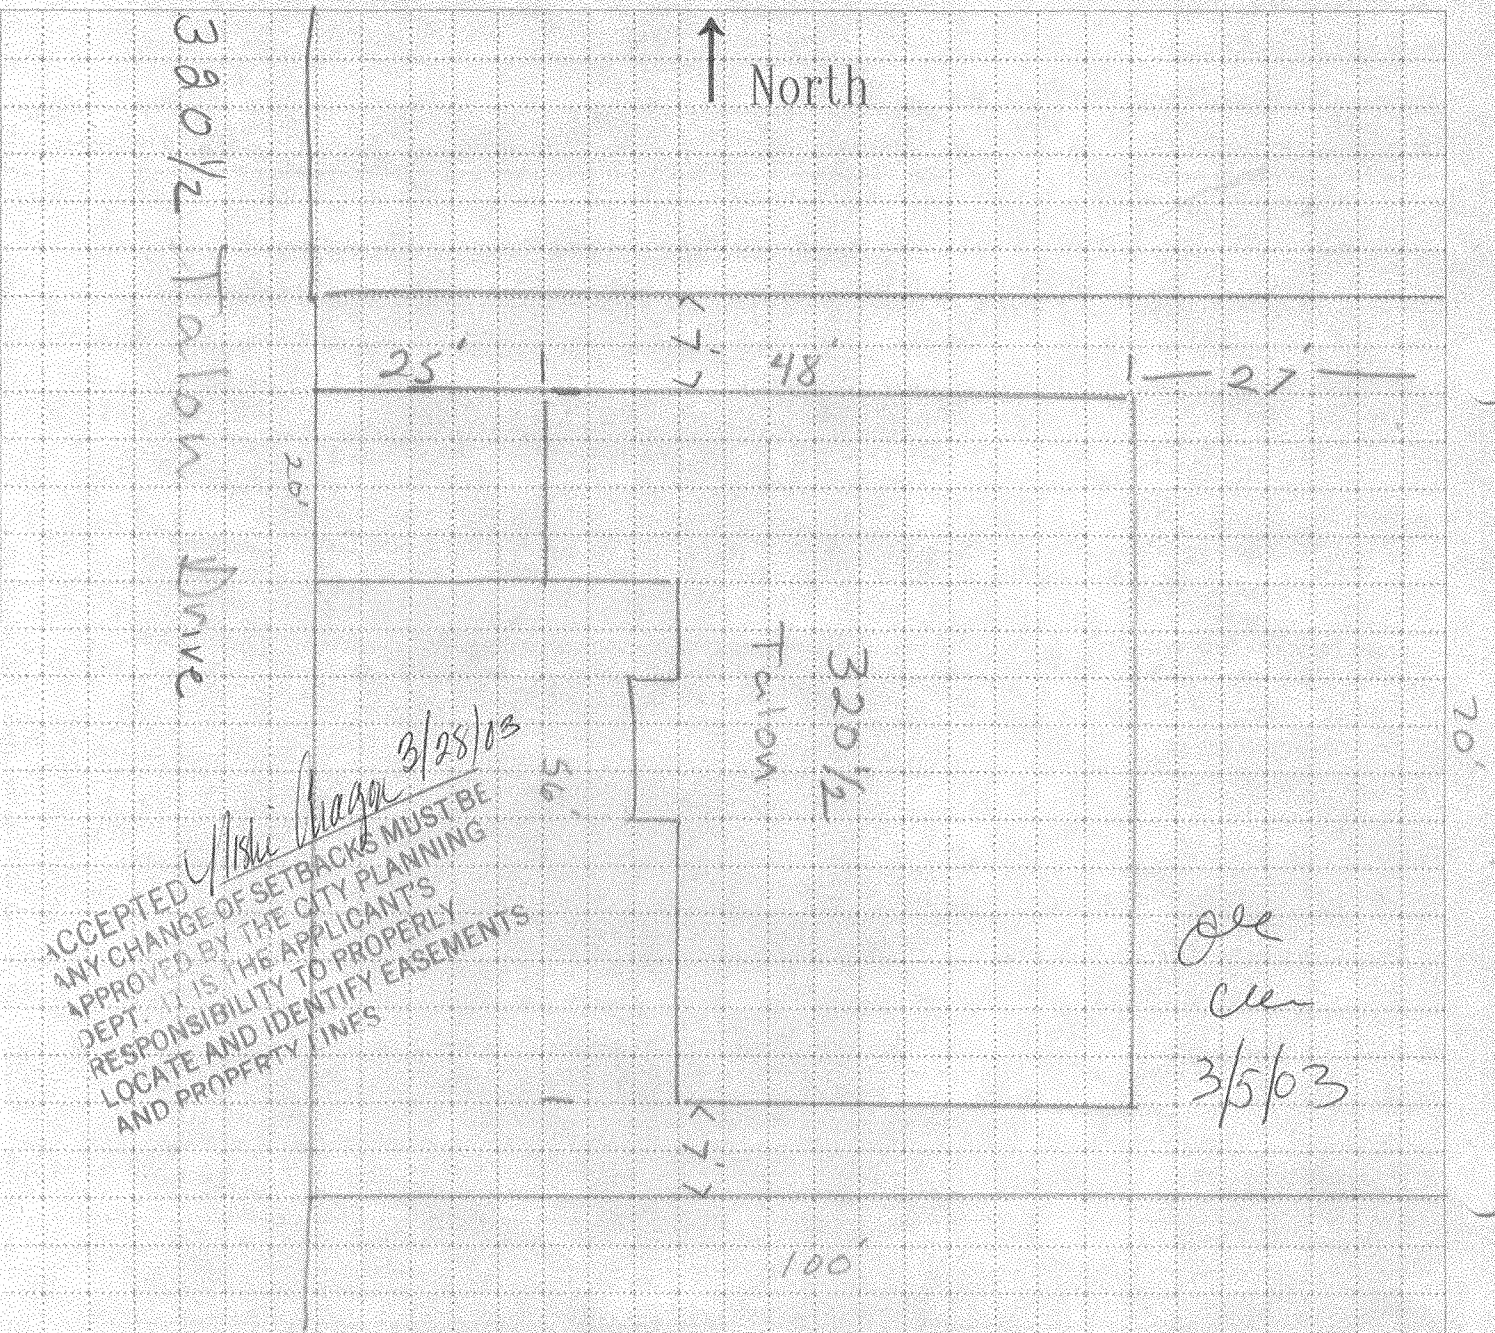 North
320 1/2 Talon Drive
25'
7'
48'
27'
20'
320 1/2
Talon
56'
70'
3/28/03
ACCEPTED
ANY CHANGE OF SETBACKS MUST BE
APPROVED BY THE CITY PLANNING
DEPT. IT IS THE APPLICANT'S
RESPONSIBILITY TO PROPERLY
LOCATE AND IDENTIFY EASEMENTS
AND PROPERTY LINES
3/5/03
7'
100'